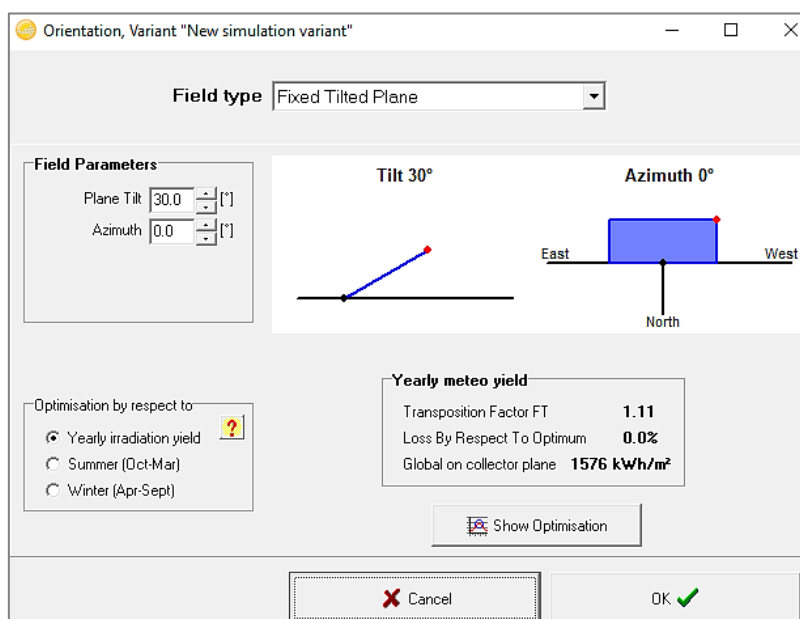 Orientation, Variant "New simulation variant"
Field type Fixed Tilted Plane
Field Parameters
Plane Tilt 30.0 [°]
Azimuth 0.0 [°]
Tilt 30°
Azimuth 0°
East
West
North
Optimisation by respect to
Yearly irradiation yield
Summer (Oct-Mar)
Winter (Apr-Sept)
?
Yearly meteo yield
Transposition Factor FT 1.11
Loss By Respect To Optimum 0.0%
Global on collector plane 1576 kWh/m²
Show Optimisation
Cancel
OK